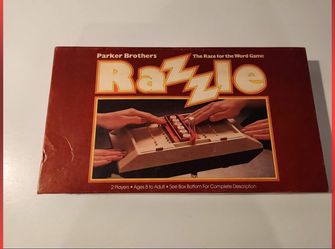 Parker Brothers The Race for the Word Game
RaZZle
2 Players • Ages 8 to Adult • See Box Bottom For Complete Description